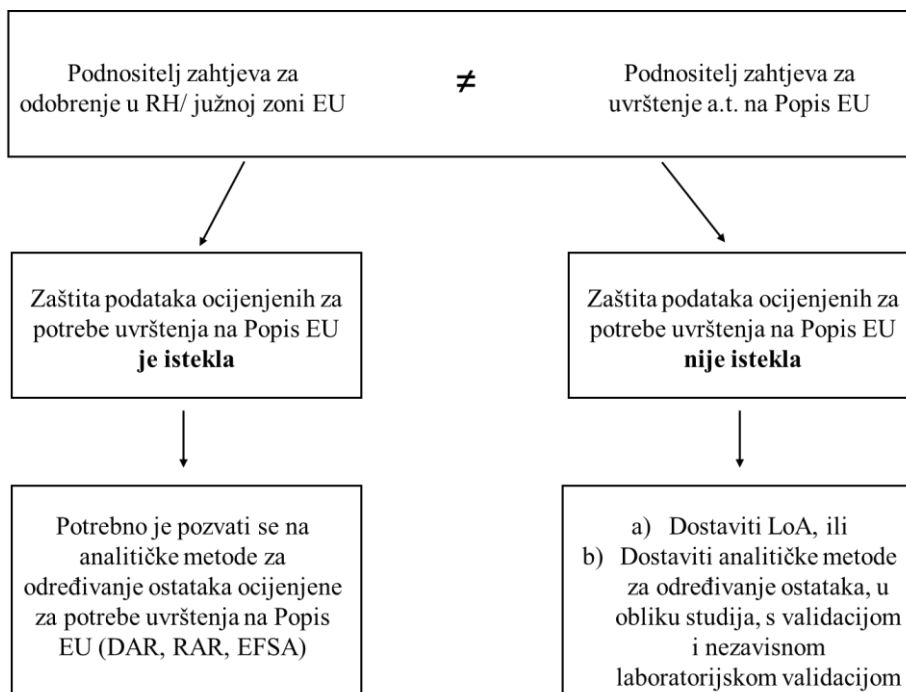 Podnositelj zahtjeva za
odobrenje u RH/ južnoj zoni EU
≠
Podnositelj zahtjeva za
uvrštenje a.t. na Popis EU
Zaštita podataka ocijenjenih za
potrebe uvrštenja na Popis EU
je istekla
Zaštita podataka ocijenjenih za
potrebe uvrštenja na Popis EU
nije istekla
Potrebno je pozvati se na
analitičke metode za
određivanje ostataka ocijenjene
za potrebe uvrštenja na Popis
EU (DAR, RAR, EFSA)
a) Dostaviti LoA, ili
b) Dostaviti analitičke metode
za određivanje ostataka, u
obliku studija, s validacijom
i nezavisnom
laboratorijskom validacijom